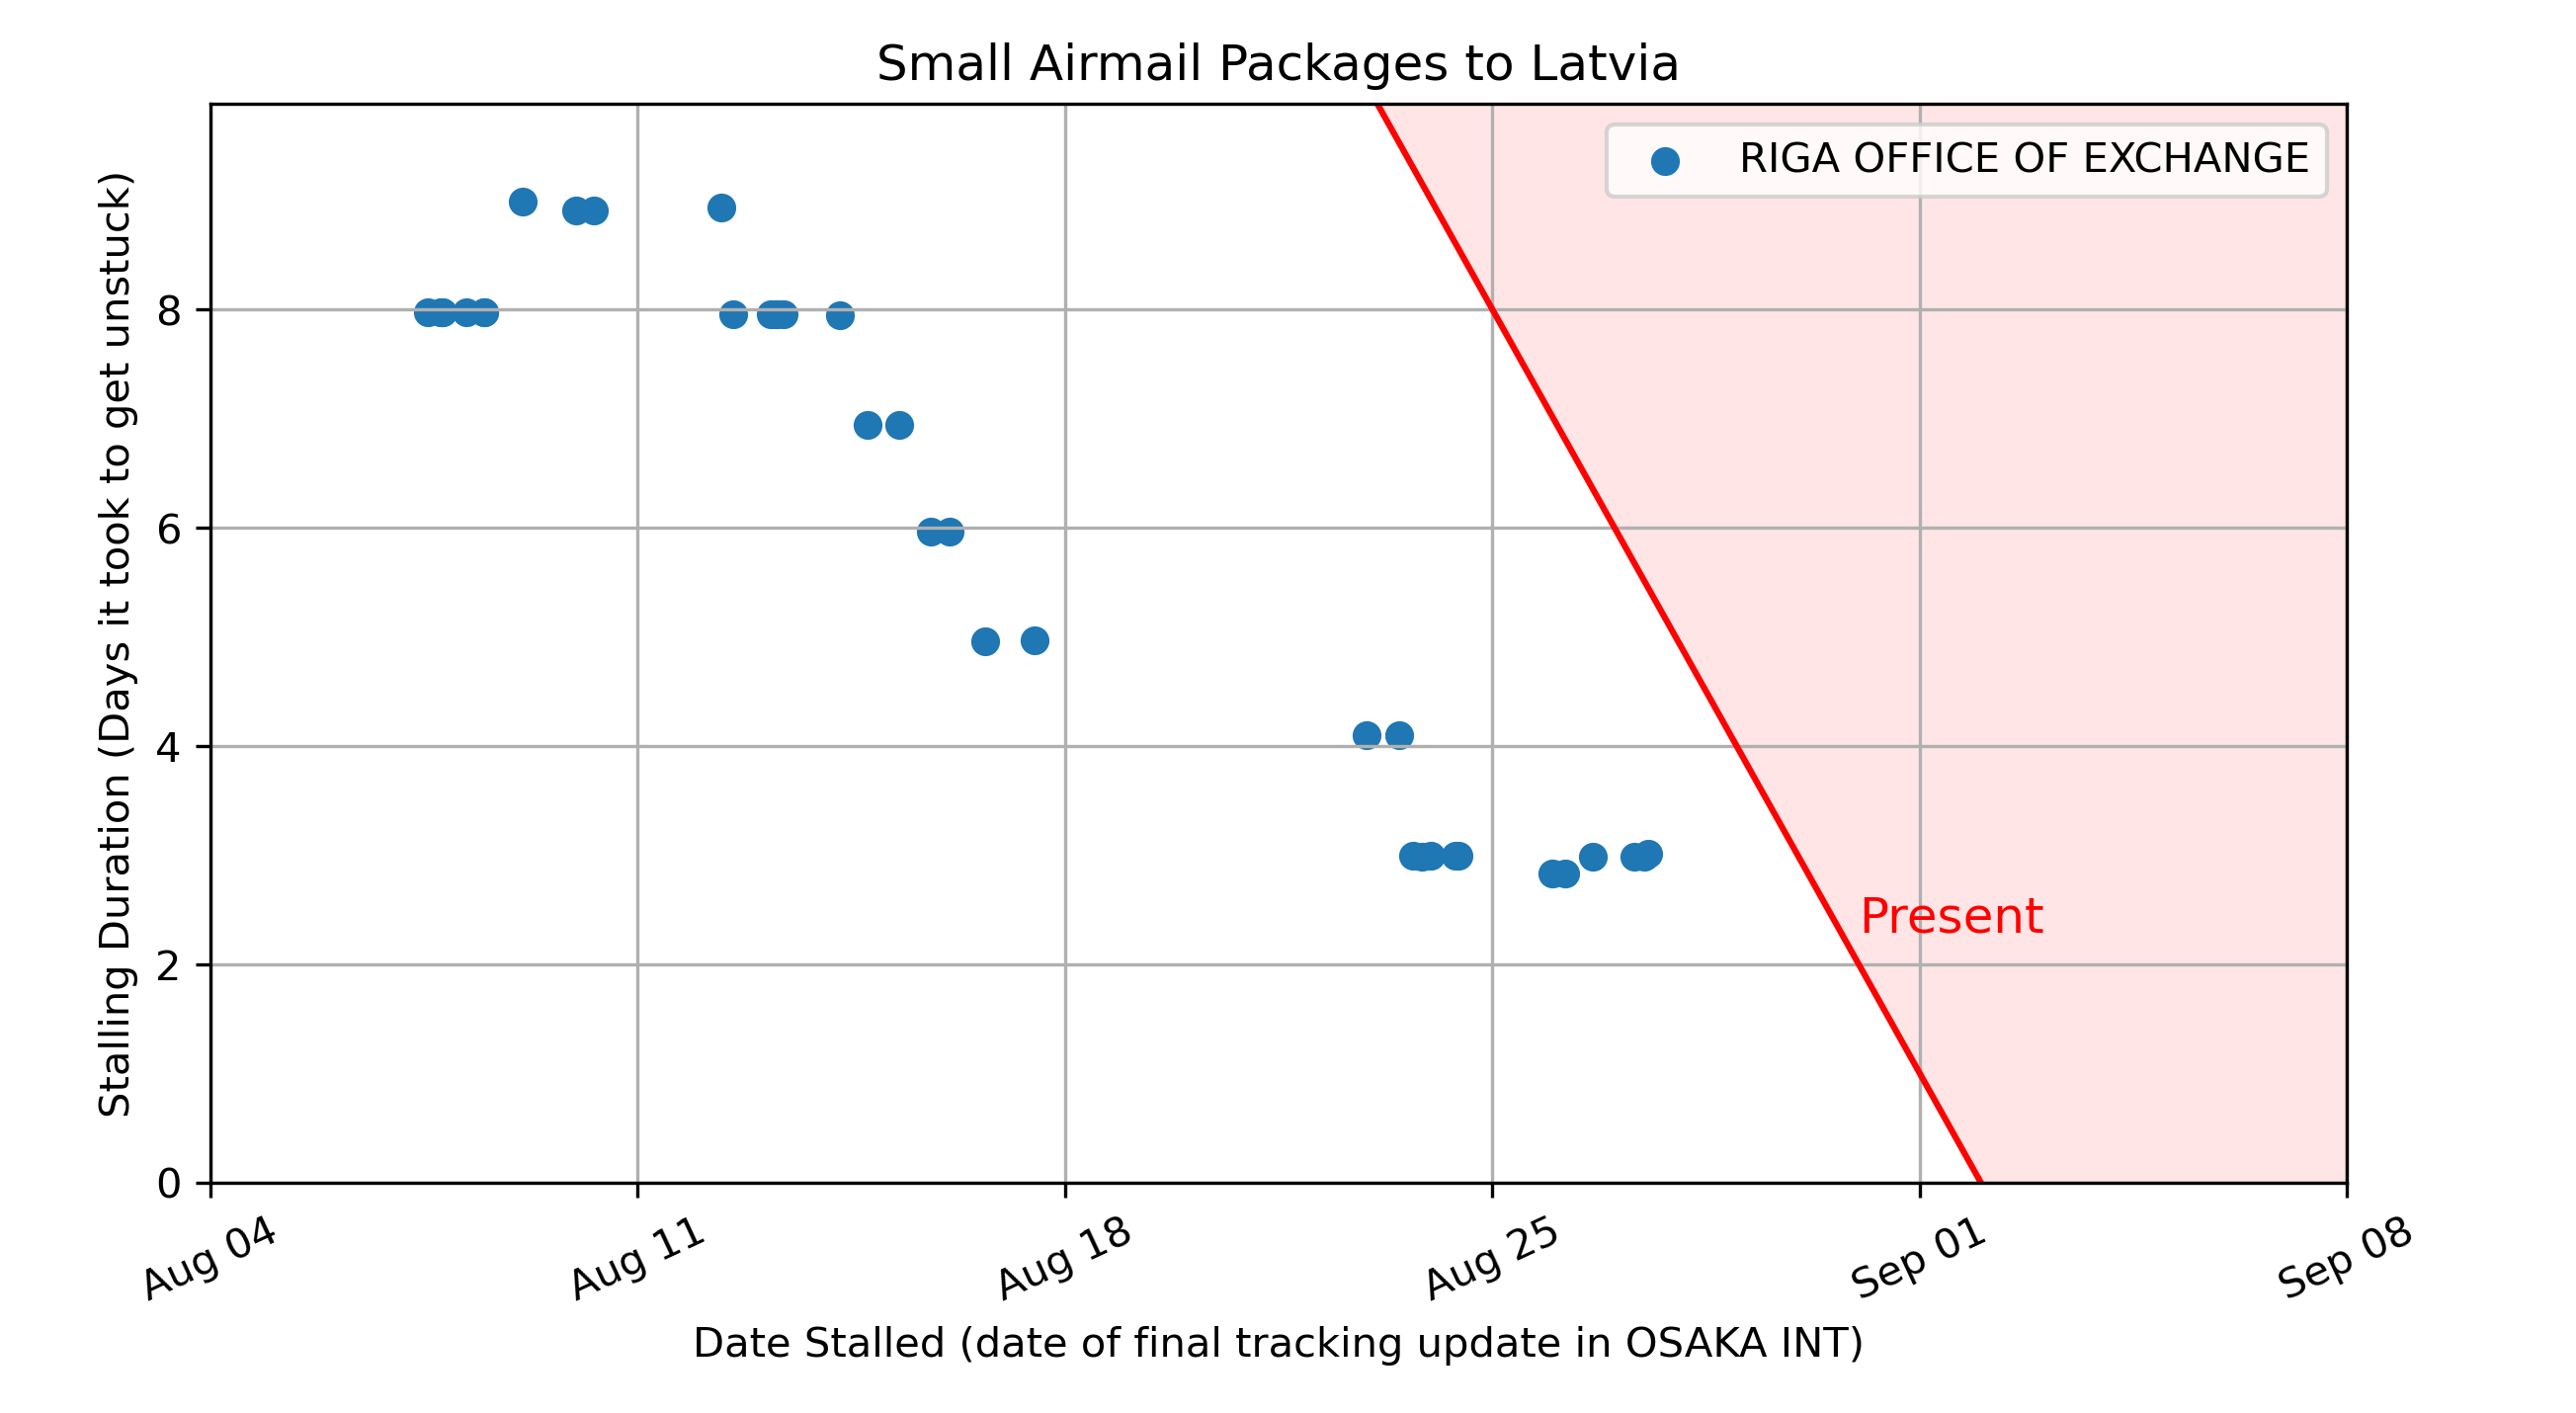 Small Airmail Packages to Latvia
RIGA OFFICE OF EXCHANGE
Stalling Duration (Days it took to get unstuck)
8
6
4
2
0
Present
Aug 04
Aug 11
Aug 18
Aug 25
Sep 01
Sep 08
Date Stalled (date of final tracking update in OSAKA INT)